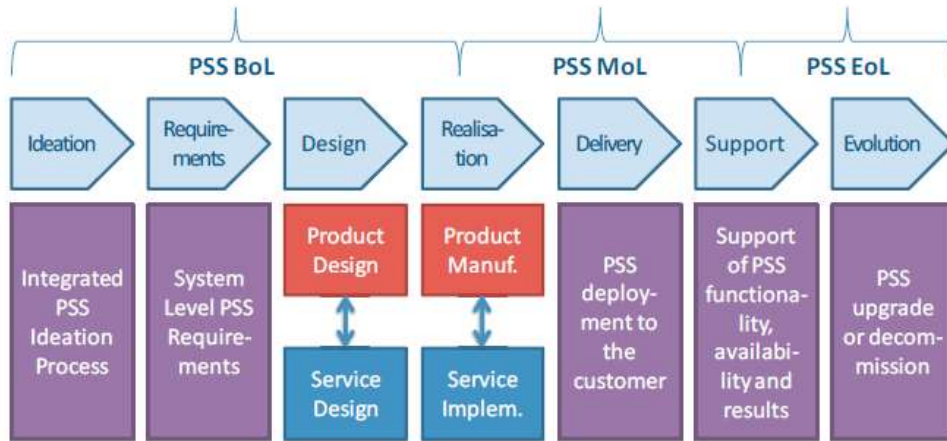 PSS BoL
PSS MoL
PSS EoL
Ideation
Require-
ments
Design
Realisa-
tion
Delivery
Support
Evolution
Integrated
PSS
Ideation
Process
System
Level PSS
Require-
ments
Product
Design
Service
Design
Product
Manuf.
Service
Implem.
PSS
deploy-
ment to
the
customer
Support
of PSS
functiona-
lity,
availabi-
lity and
results
PSS
upgrade
or decom-
mission